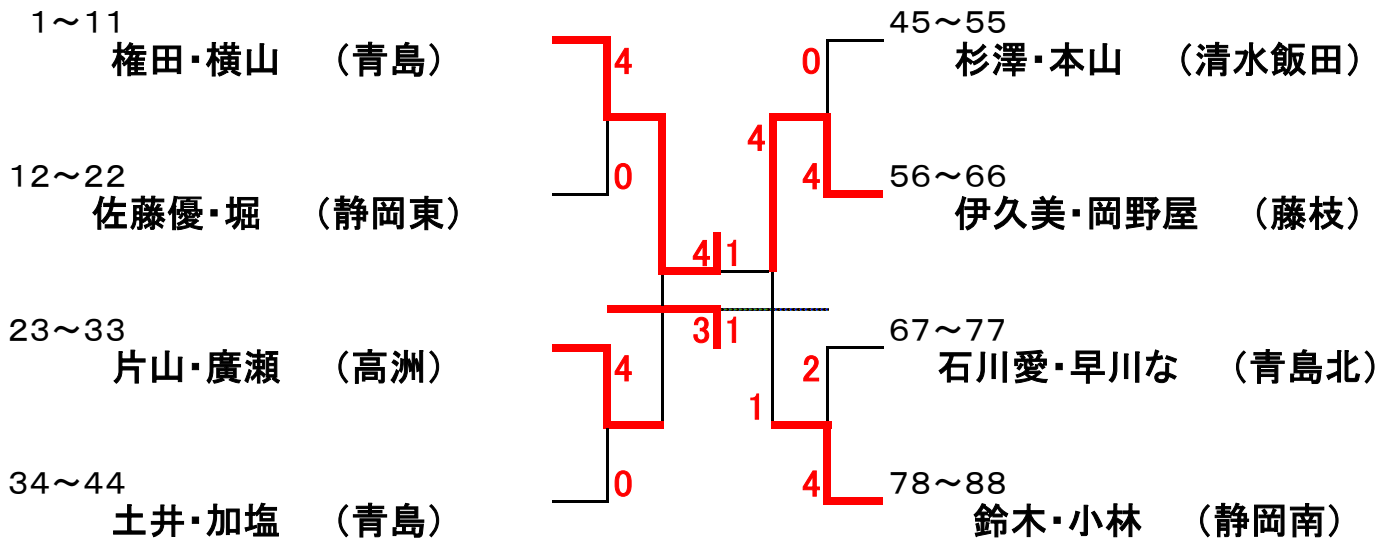 1～11
権田・横山 （青島）
4
12～22
佐藤優・堀 （静岡東）
0
23～33
片山・廣瀬 （高洲）
4
34～44
土井・加塩 （青島）
0
4 1
3 1
45～55
杉澤・本山 （清水飯田）
0
4
56～66
伊久美・岡野屋 （藤枝）
4
67～77
石川愛・早川な （青島北）
2
1
78～88
鈴木・小林 （静岡南）
4